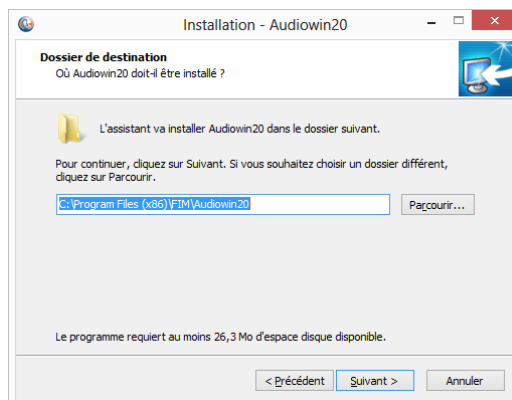 Installation - Audiowin20
Dossier de destination
Où Audiowin20 doit-il être installé ?
L'assistant va installer Audiowin20 dans le dossier suivant.
Pour continuer, cliquez sur Suivant. Si vous souhaitez choisir un dossier différent,
cliquez sur Parcourir.
C:\Program Files (x86)\FIM\Audiowin20
Parcourir...
Le programme requiert au moins 26,3 Mo d'espace disque disponible.
< Précédent
Suivant >
Annuler